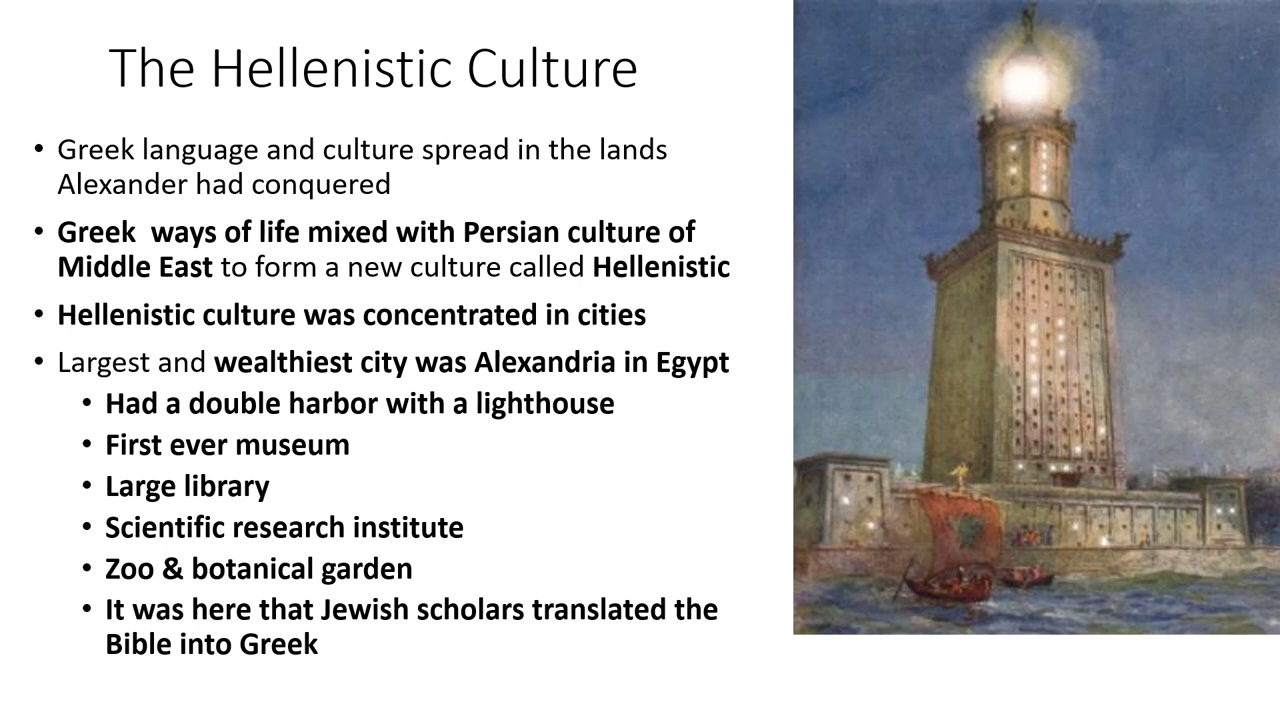 The Hellenistic Culture
• Greek language and culture spread in the lands
Alexander had conquered
• Greek  ways of life mixed with Persian culture of
Middle East to form a new culture called Hellenistic
• Hellenistic culture was concentrated in cities
• Largest and wealthiest city was Alexandria in Egypt
• Had a double harbor with a lighthouse
• First ever museum
• Large library
• Scientific research institute
• Zoo & botanical garden
• It was here that Jewish scholars translated the
Bible into Greek